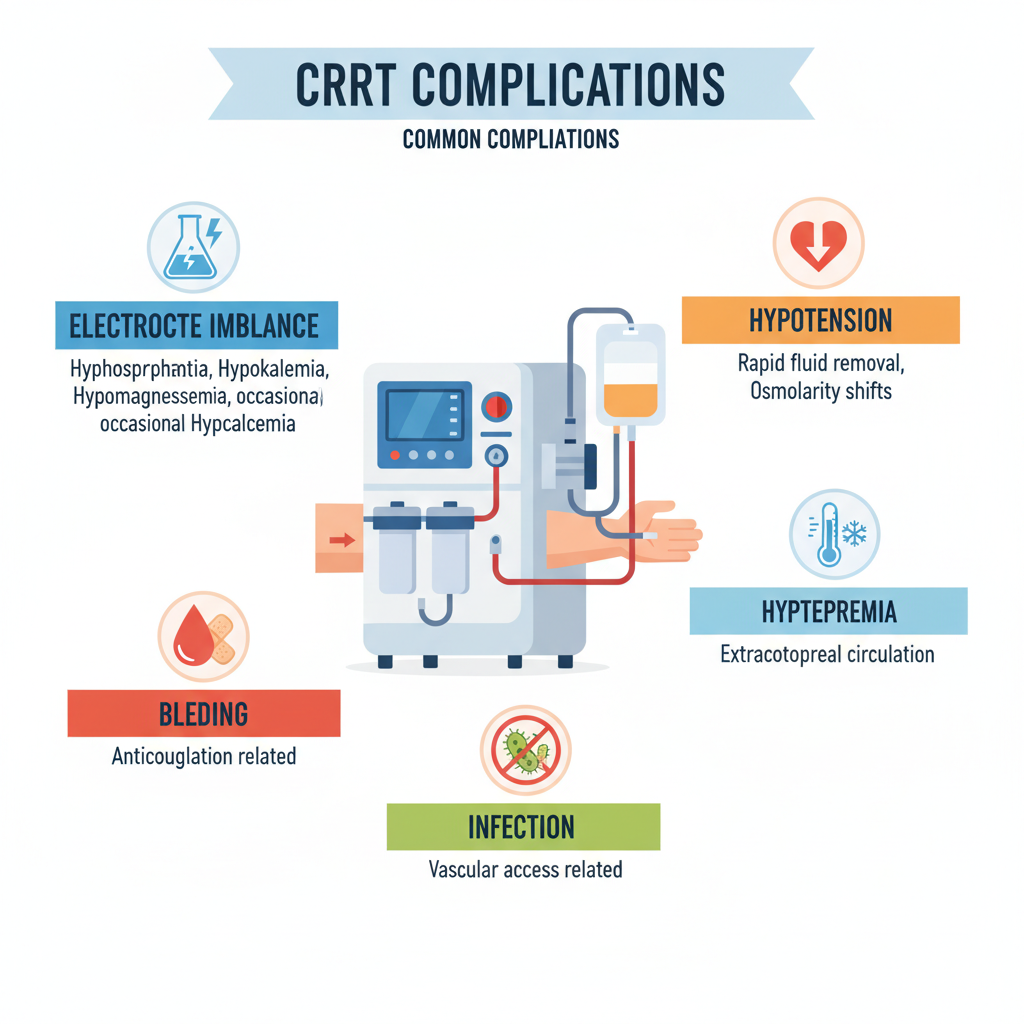 CRRT COMPLICATIONS
COMMON COMPLIATIONS
ELECTROCTE IMBLANCE
Hyphosprphmtia, Hypokalemia,
Hypomagnessemia, occasional
occasional Hypcalcemia
HYPOTENSION
Rapid fluid removal,
Osmolarity shifts
HYPTEPREMIA
Extracotopreal circulation
BLEDING
Anticouglation related
INFECTION
Vascular access related